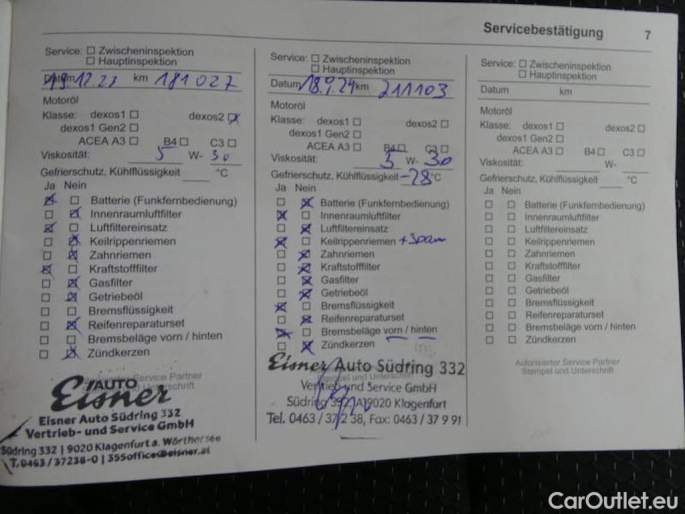 Servicebestätigung 7
Service: Zwischeninspektion
Hauptinspektion
Datum 19.12.23 km 181027
Motoröl
Klasse: dexos1 dexos2
dexos1 Gen2
ACEA A3 B4 C3
Viskosität: 5 W- 30
Gefrierschutz, Kühlflüssigkeit °C
Ja Nein
Batterie (Funkfernbedienung)
Innenraumluftfilter
Luftfiltereinsatz
Keilrippenriemen
Zahnriemen
Kraftstofffilter
Gasfilter
Getriebeöl
Bremsflüssigkeit
Reifenreparaturset
Bremsbeläge vorn / hinten
Zündkerzen
Service Partner
AUTO
Eisner
Eisner Auto Südring 332
Vertrieb- und Service GmbH
Südring 332 | 9020 Klagenfurt a. Wörthersee
T.0463/37238-0 | 355office@eisner.at
Service: Zwischeninspektion
Hauptinspektion
Datum 18.9.24 km 211103
Motoröl
Klasse: dexos1 dexos2
dexos1 Gen2
ACEA A3 B4 C3
Viskosität: 5 W- 30
Gefrierschutz, Kühlflüssigkeit -28 °C
Ja Nein
Batterie (Funkfernbedienung)
Innenraumluftfilter
Luftfiltereinsatz
Keilrippenriemen
Zahnriemen
Kraftstofffilter
Gasfilter
Getriebeöl
Bremsflüssigkeit
Reifenreparaturset
Bremsbeläge vorn / hinten
Zündkerzen
Eisner Auto Südring 332
Stempel und Unterschrift
Vertrieb und Service GmbH
Südring 332 A 9020 Klagenfurt
Tel. 0463 / 372 38, Fax: 0463 / 37 9 91
Service: Zwischeninspektion
Hauptinspektion
Datum km
Motoröl
Klasse: dexos1 dexos2
dexos1 Gen2
ACEA A3 B4 C3
Viskosität: W-
Gefrierschutz, Kühlflüssigkeit °C
Ja Nein
Batterie (Funkfernbedienung)
Innenraumluftfilter
Luftfiltereinsatz
Keilrippenriemen
Zahnriemen
Kraftstofffilter
Gasfilter
Getriebeöl
Bremsflüssigkeit
Reifenreparaturset
Bremsbeläge vorn / hinten
Zündkerzen
Autorisierter Service Partner
Stempel und Unterschrift
CarOutlet.eu